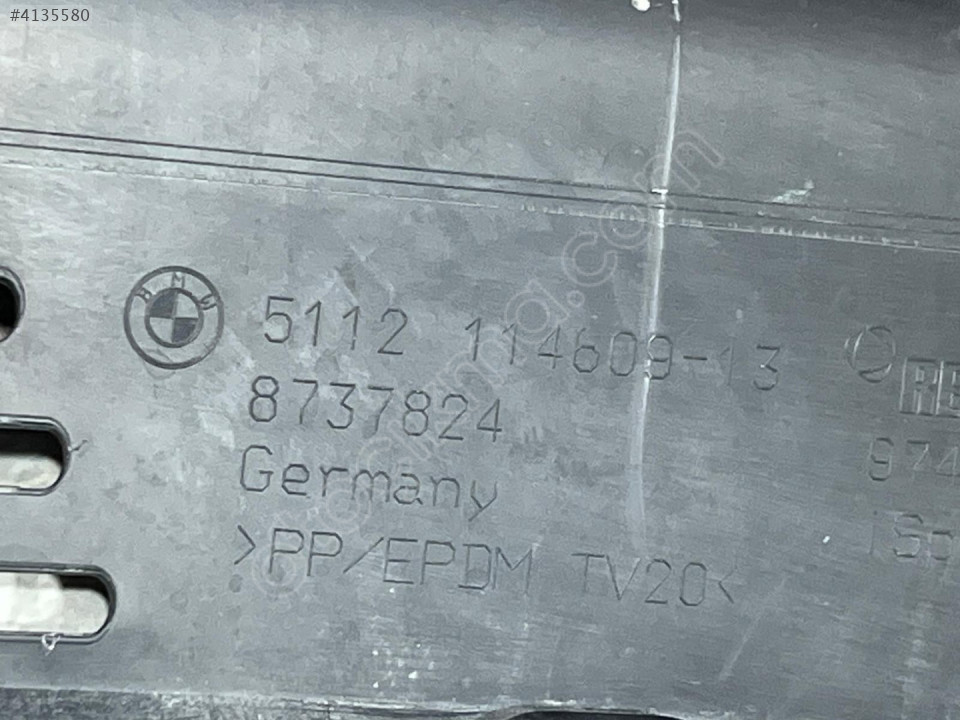 #4135580
BMW
5112 114609-13
8737824
Germany
>PP/EPDM TV20<